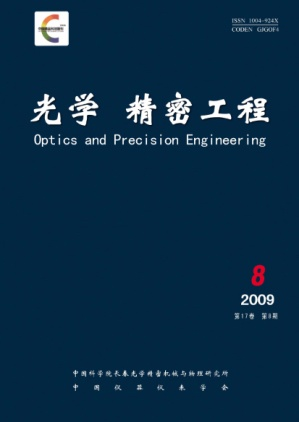 ISSN 1004-924X
CODEN GJGOF4
光学 精密工程
Optics and Precision Engineering
8
2009
第17卷 第8期
中国科学院长春光学精密机械与物理研究所
中国仪器仪表学会